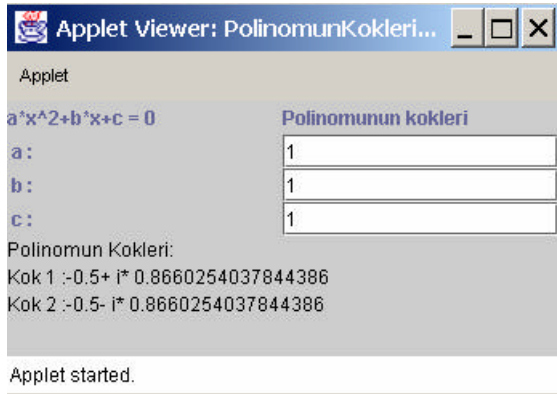 Applet Viewer: PolinomunKokleri...
Applet
a*x^2+b*x+c = 0 Polinomunun kokleri
a : 1
b : 1
c : 1
Polinomun Kokleri:
Kok 1 :-0.5+ i* 0.8660254037844386
Kok 2 :-0.5- i* 0.8660254037844386
Applet started.